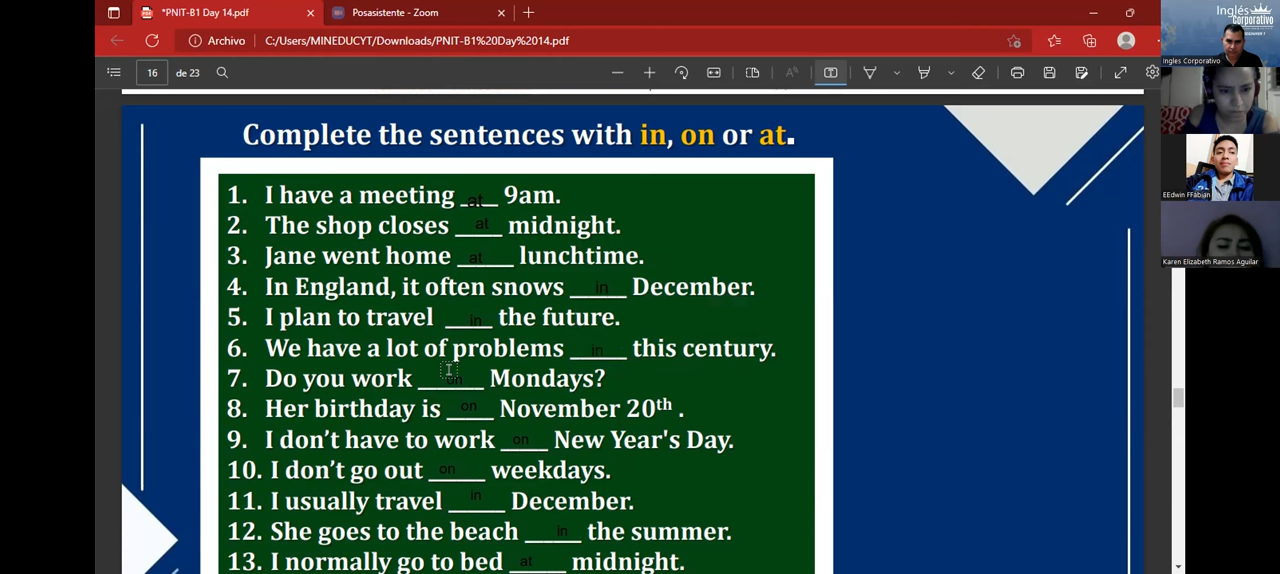 *PNIT-B1 Day 14.pdf
Posasistente - Zoom
Archivo
C:/Users/MINEDUCYT/Downloads/PNIT-B1%20Day%2014.pdf
16 de 23
Complete the sentences with in, on or at.
1. I have a meeting at 9am.
2. The shop closes at midnight.
3. Jane went home at lunchtime.
4. In England, it often snows in December.
5. I plan to travel in the future.
6. We have a lot of problems in this century.
7. Do you work on Mondays?
8. Her birthday is on November 20th .
9. I don't have to work on New Year's Day.
10. I don't go out on weekdays.
11. I usually travel in December.
12. She goes to the beach in the summer.
13. I normally go to bed at midnight.
Inglés
Corporativo
Ingles Corporativo
EEdwin FFabian
Karen Elizabeth Ramos Aguilar